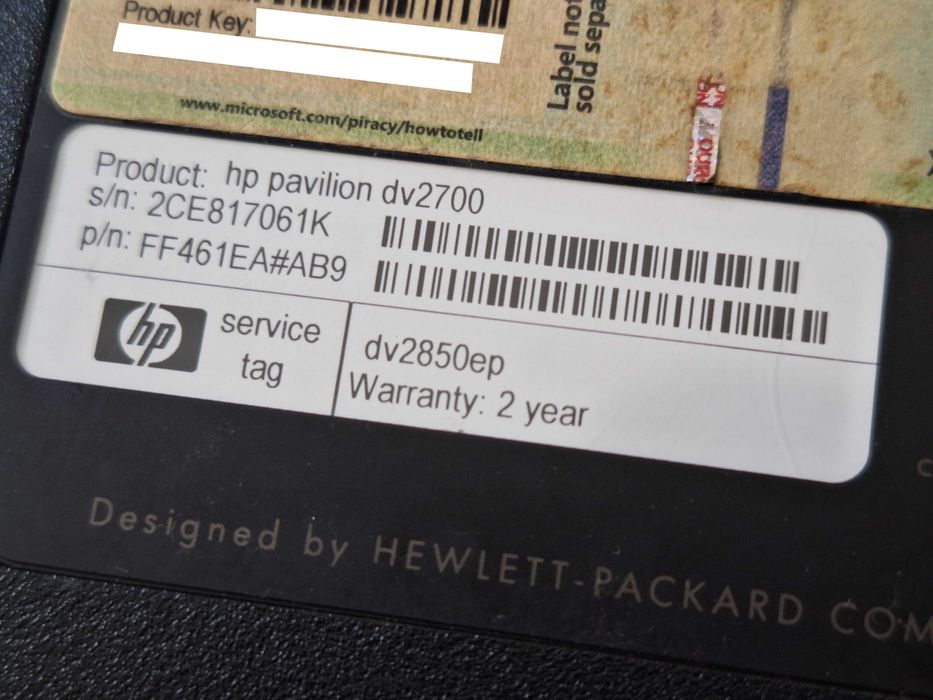 Product Key:
www.microsoft.com/piracy/howtotell
Label not
sold sepa
Product: hp pavilion dv2700
s/n: 2CE817061K
p/n: FF461EA#AB9
hp
service
tag
dv2850ep
Warranty: 2 year
Designed by HEWLETT-PACKARD COM